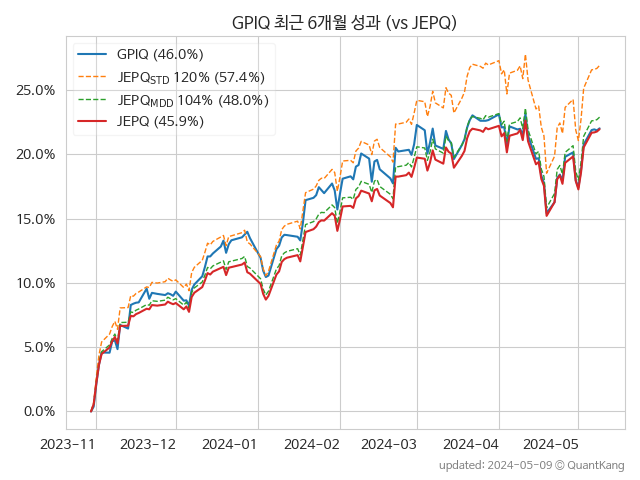 GPIQ 최근 6개월 성과 (vs JEPQ)
GPIQ (46.0%)
JEPQSTD 120% (57.4%)
JEPQMDD 104% (48.0%)
JEPQ (45.9%)
25.0%
20.0%
15.0%
10.0%
5.0%
0.0%
2023-11 2023-12 2024-01 2024-02 2024-03 2024-04 2024-05
updated: 2024-05-09 ⓒ QuantKang